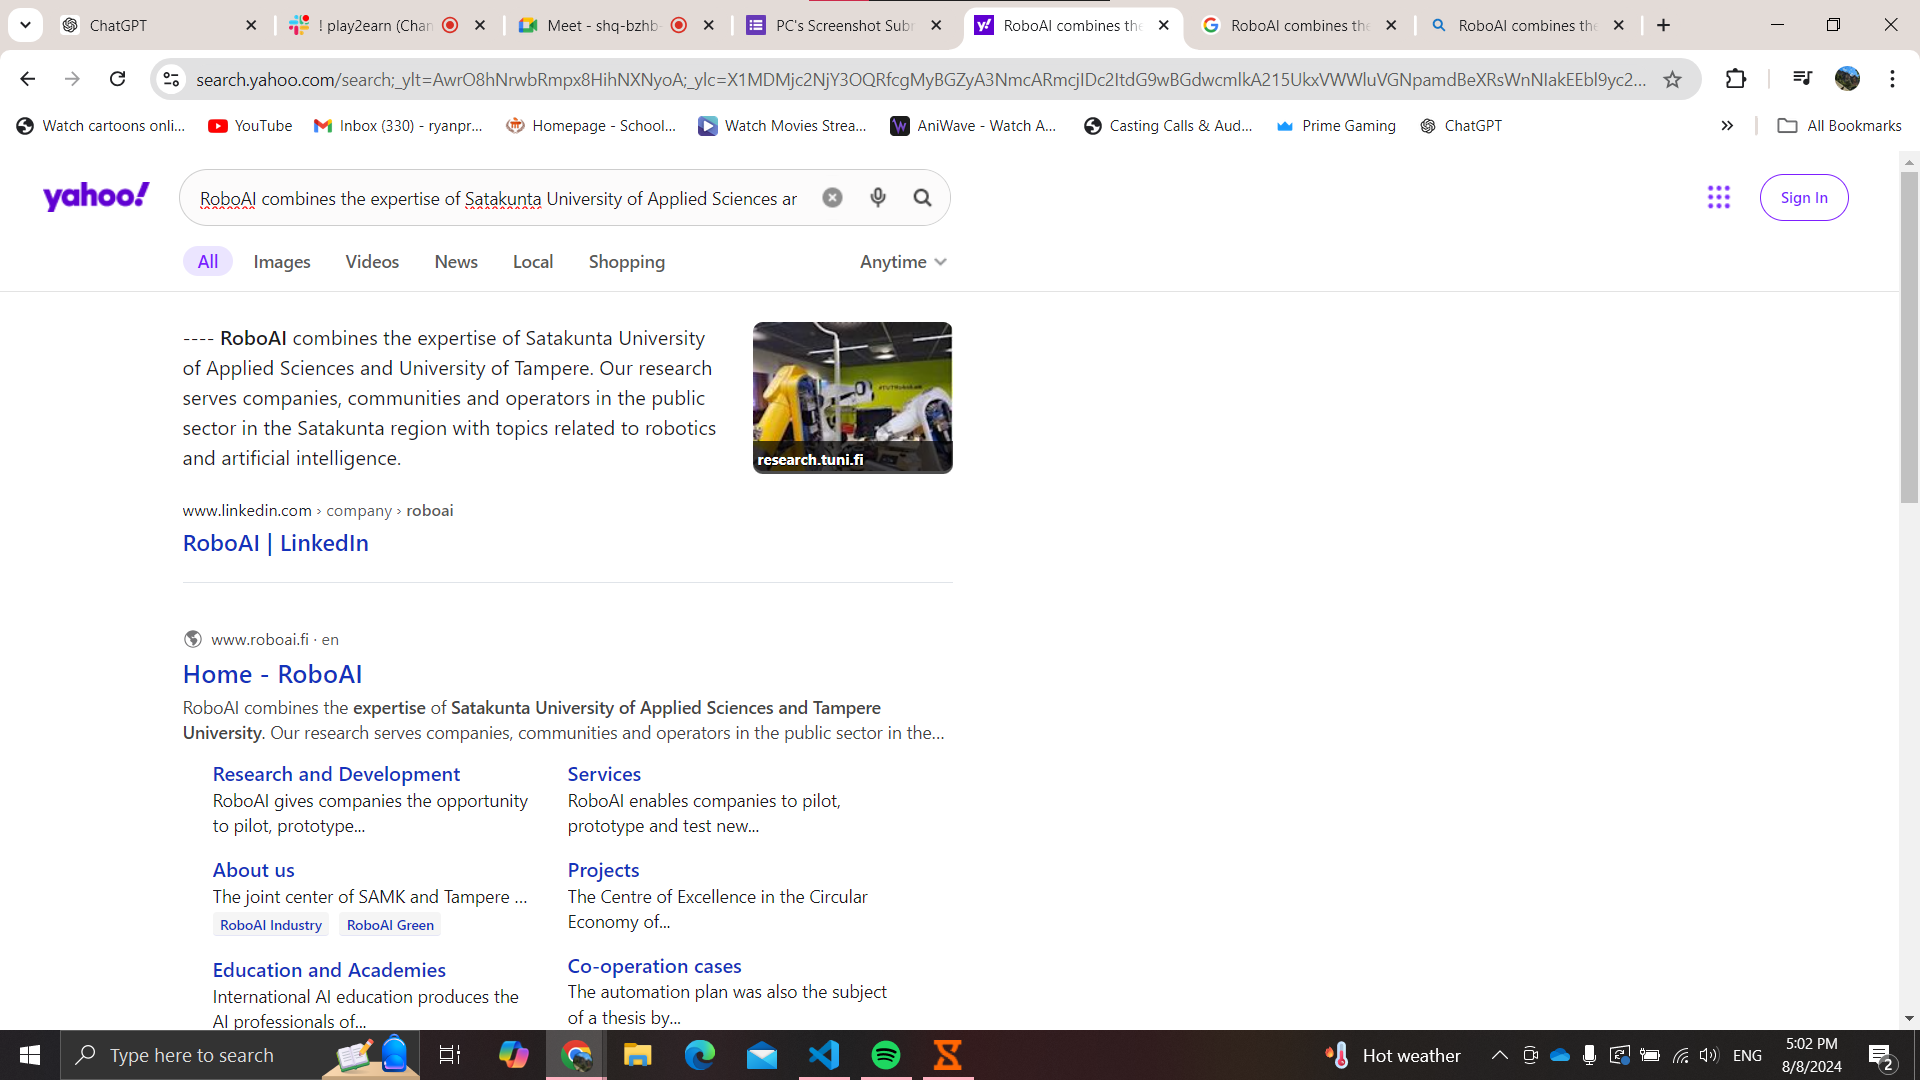 ChatGPT
! play2earn (Chan
Meet - shq-bzhb-
PC's Screenshot Subr
RoboAI combines the
RoboAI combines the
RoboAI combines the
search.yahoo.com/search;_ylt=AwrO8hNrwbRmpx8HihNXNyoA;_ylc=X1MDMjc2NjY3OQRfcgMyBGZyA3NmcARmcjIDc2ItdG9wBGdwcmlkA215UkxVWWluVGNpamdBeXRsWnNlakEEbl9yc2...
Watch cartoons onli...
YouTube
Inbox (330) - ryanpr...
Homepage - School...
Watch Movies Strea...
AniWave - Watch A...
Casting Calls & Aud...
Prime Gaming
ChatGPT
All Bookmarks
yahoo!
RoboAI combines the expertise of Satakunta University of Applied Sciences ar
Sign In
All
Images
Videos
News
Local
Shopping
Anytime
---- RoboAI combines the expertise of Satakunta University
of Applied Sciences and University of Tampere. Our research
serves companies, communities and operators in the public
sector in the Satakunta region with topics related to robotics
and artificial intelligence.
research.tuni.fi
www.linkedin.com › company › roboai
RoboAI | LinkedIn
www.roboai.fi · en
Home - RoboAI
RoboAI combines the expertise of Satakunta University of Applied Sciences and Tampere
University. Our research serves companies, communities and operators in the public sector in the...
Research and Development
RoboAI gives companies the opportunity
to pilot, prototype...
Services
RoboAI enables companies to pilot,
prototype and test new...
About us
The joint center of SAMK and Tampere ...
RoboAI Industry
RoboAI Green
Projects
The Centre of Excellence in the Circular
Economy of...
Education and Academies
International AI education produces the
AI professionals of...
Co-operation cases
The automation plan was also the subject
of a thesis by...
Type here to search
Hot weather
ENG
5:02 PM
8/8/2024
2